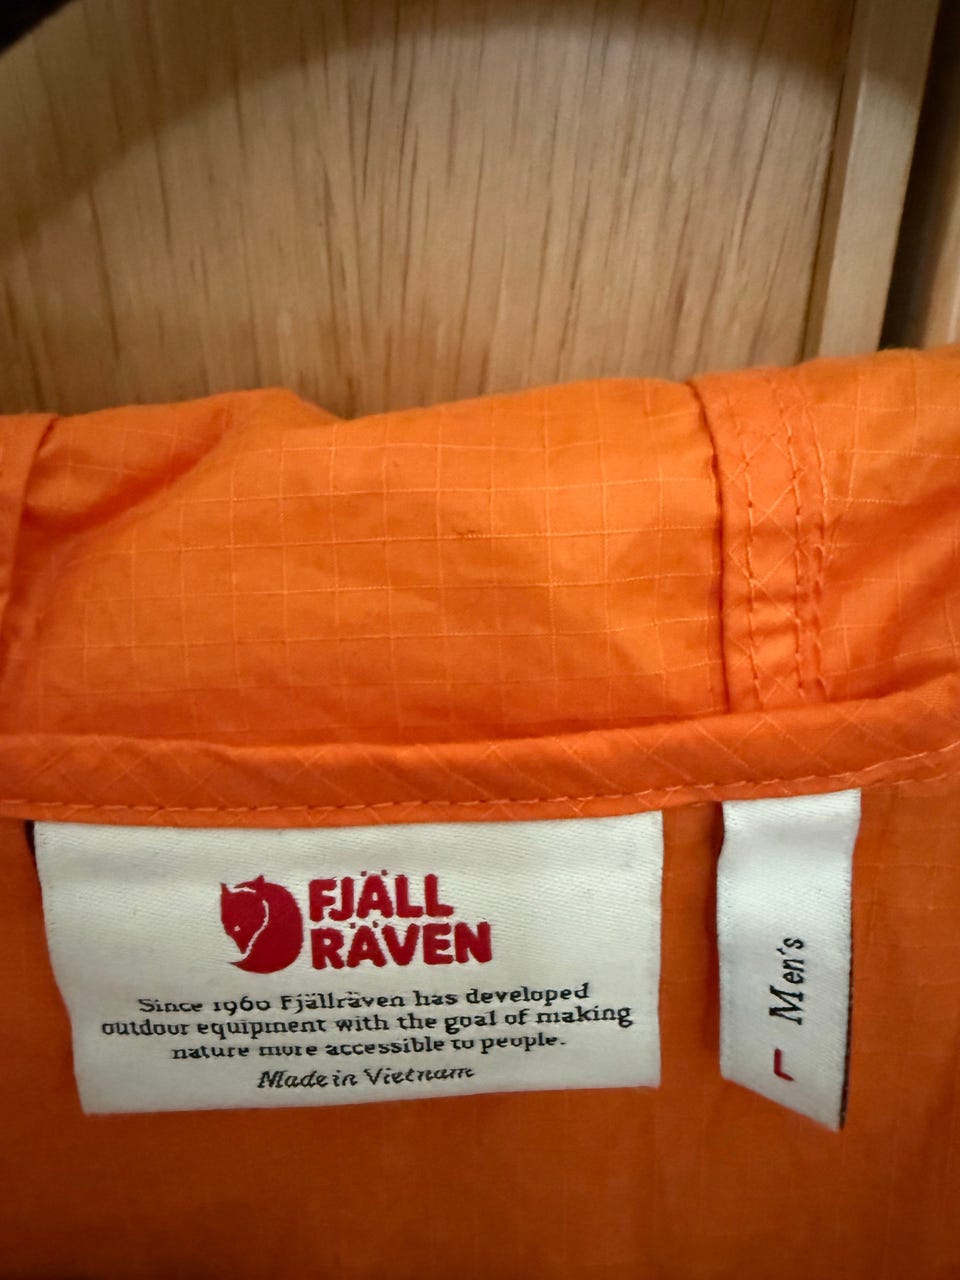 FJÄLL
RÄVEN
Since 1960 Fjällräven has developed
outdoor equipment with the goal of making
nature more accessible to people.
Made in Vietnam
Men's
L